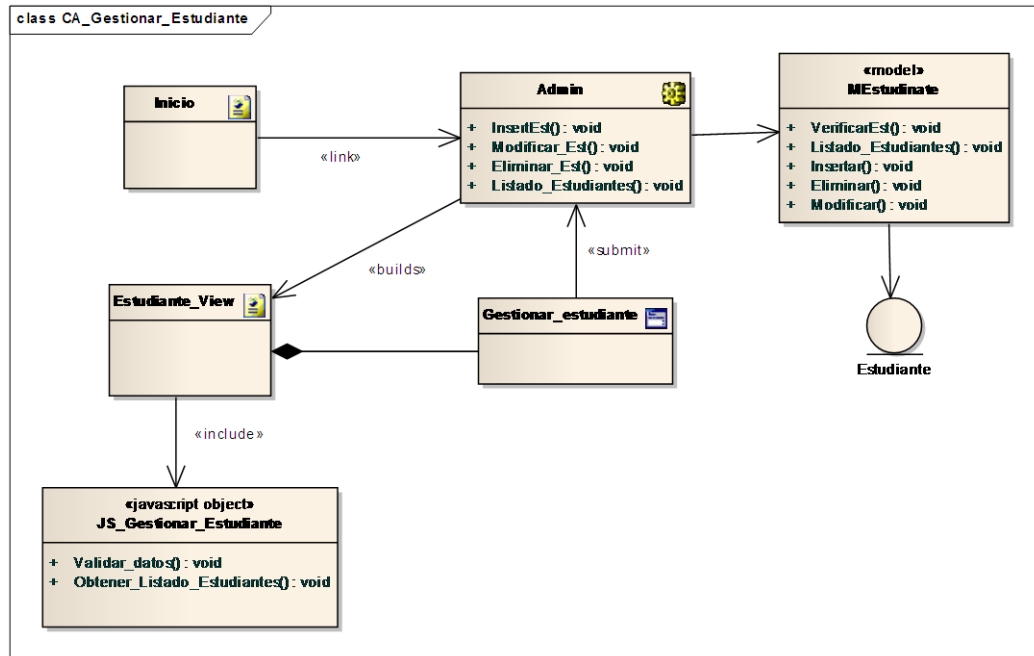 class CA_Gestionar_Estudiante
Inicio
«link»
Admin
+ InsertEst() : void
+ Modificar_Est() : void
+ Eliminar_Est() : void
+ Listado_Estudiantes() : void
«model»
MEstudinate
+ VerificarEst() : void
+ Listado_Estudiantes() : void
+ Insertar() : void
+ Eliminar() : void
+ Modificar() : void
«builds»
«submit»
Estudiante_View
Gestionar_estudiante
Estudiante
«include»
«javascript object»
JS_Gestionar_Estudiante
+ Validar_datos() : void
+ Obtener_Listado_Estudiantes() : void